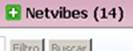 Netvibes (14)
Filtro Buscar